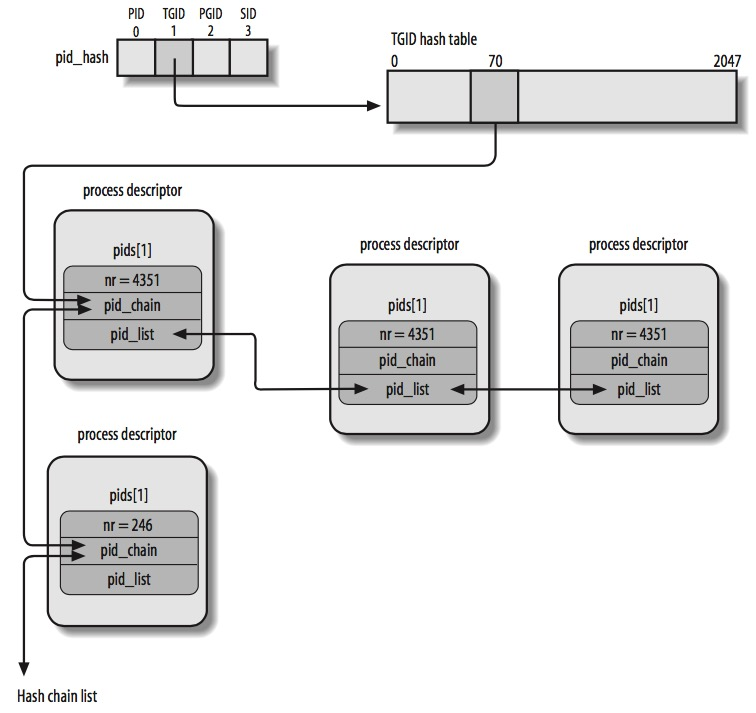 PID TGID PGID SID
0 1 2 3
pid_hash
TGID hash table
0 70 2047
process descriptor
pids[1]
nr = 4351
pid_chain
pid_list
process descriptor
pids[1]
nr = 4351
pid_chain
pid_list
process descriptor
pids[1]
nr = 4351
pid_chain
pid_list
process descriptor
pids[1]
nr = 246
pid_chain
pid_list
Hash chain list